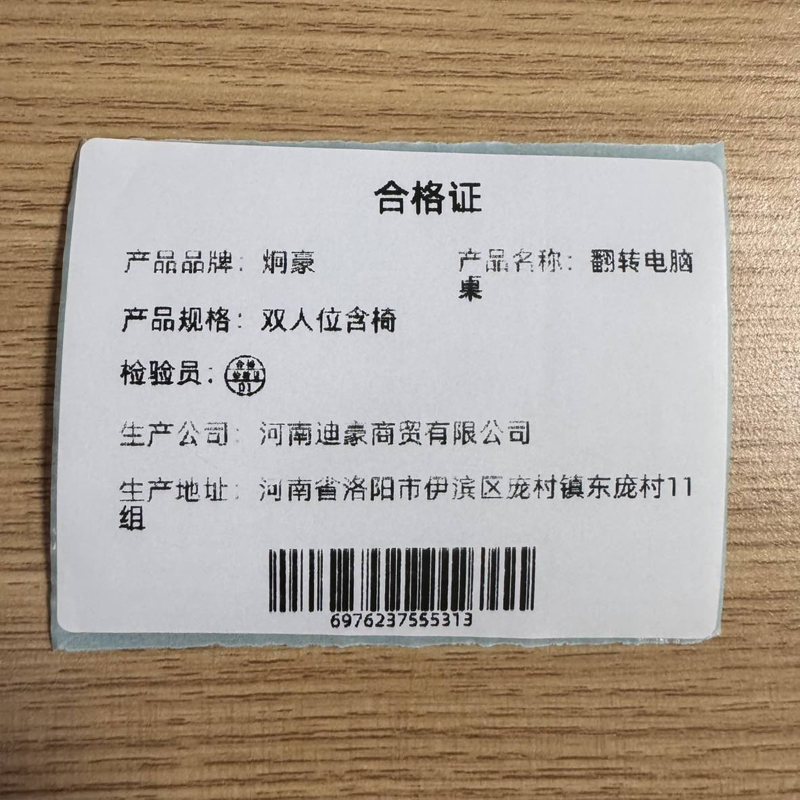 合格证
产品品牌：炯豪 产品名称：翻转电脑
桌
产品规格：双人位含椅
检验员：
01
生产公司：河南迪豪商贸有限公司
生产地址：河南省洛阳市伊滨区庞村镇东庞村11
组
6976237555313